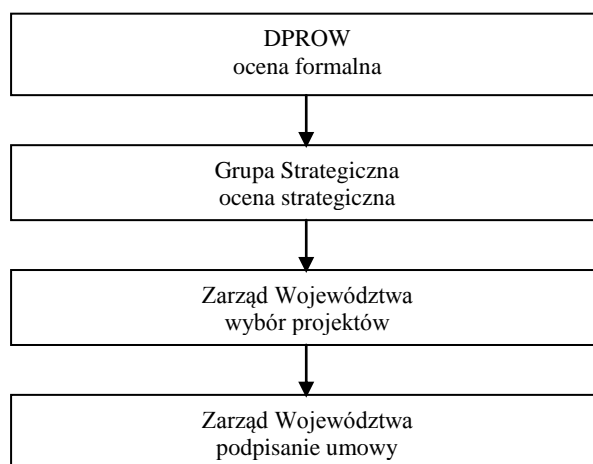 DPROW
ocena formalna
Grupa Strategiczna
ocena strategiczna
Zarząd Województwa
wybór projektów
Zarząd Województwa
podpisanie umowy